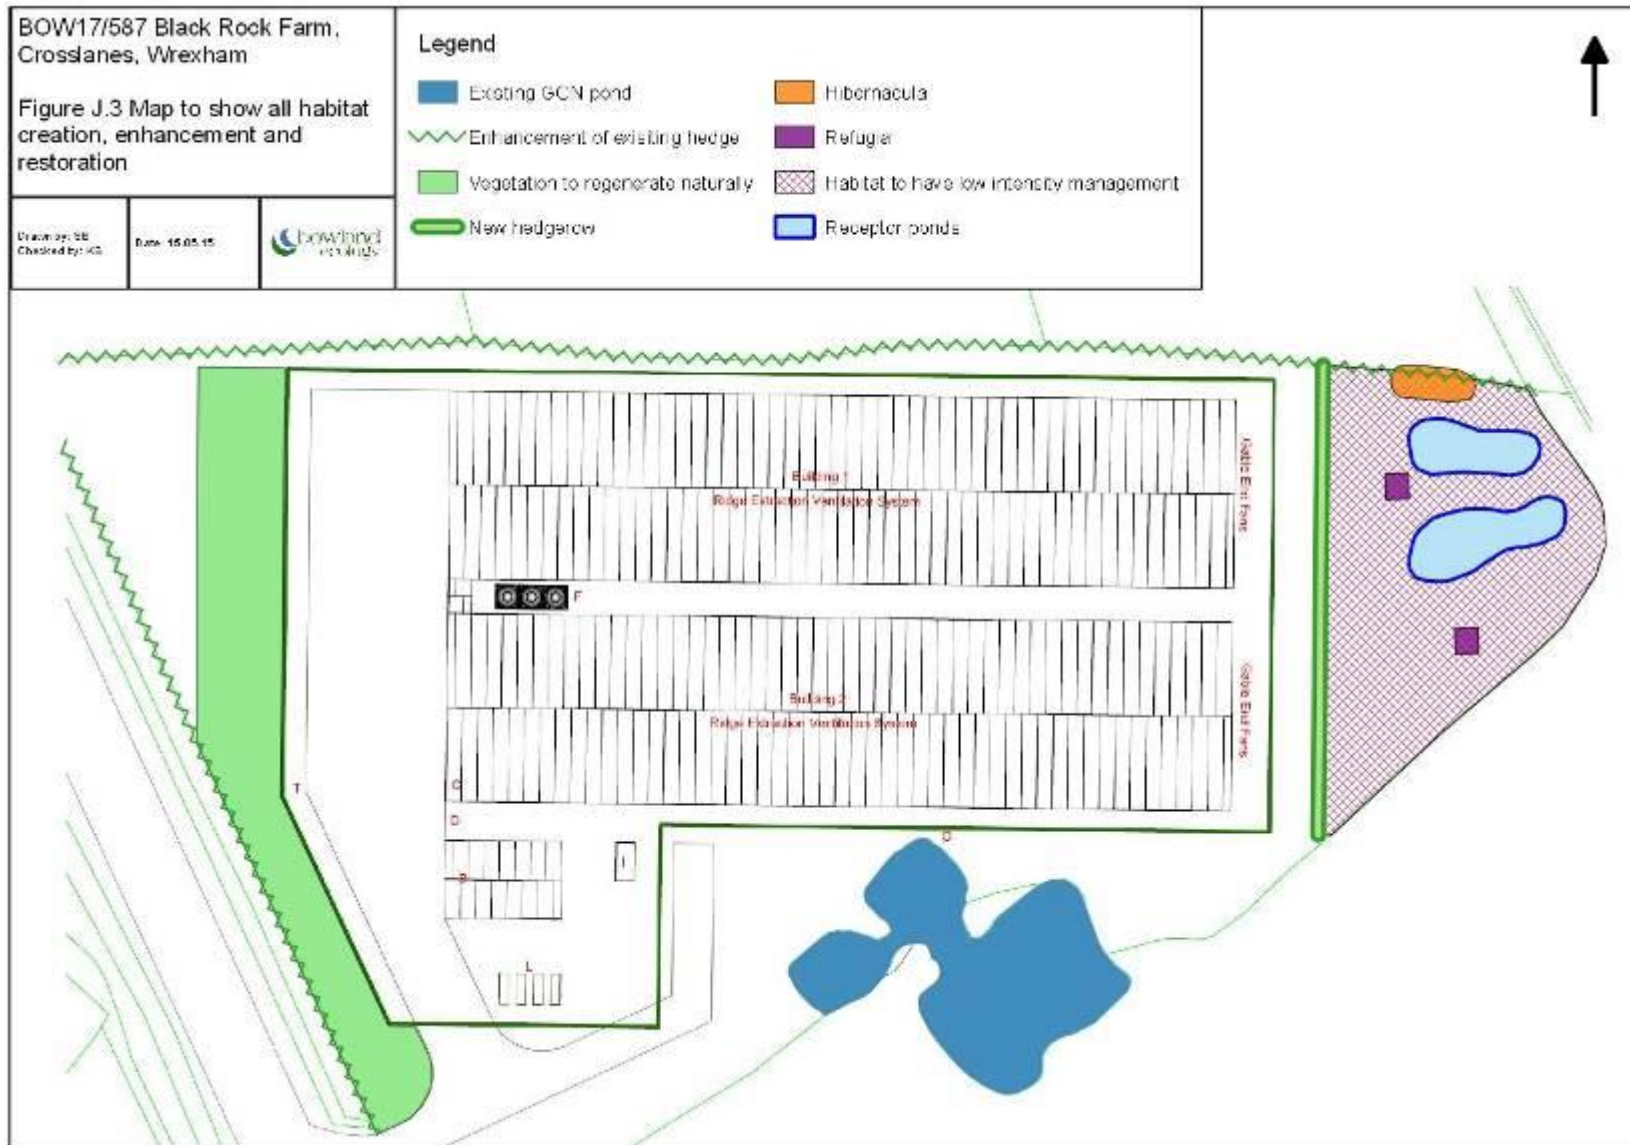 BOW17/587 Black Rock Farm,
Crosslanes, Wrexham
Figure J.3 Map to show all habitat
creation, enhancement and
restoration
Drawn by: SB
Checked by: KG
Date: 15.05.15
bowland
ecology
Legend
Existing GCN pond
Enhancement of exisiting hedge
Vegetation to regenerate naturally
New hedgerow
Hibernacula
Refugia
Habitat to have low intensity management
Receptor ponds
Building 1
Ridge Extraction Ventilation System
Gable End Fans
F
Building 2
Ridge Extraction Ventilation System
Gable End Fans
T
C
D
B
L